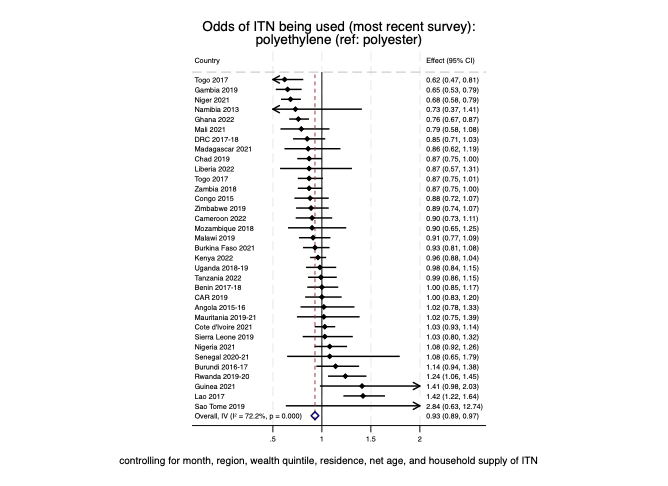 Odds of ITN being used (most recent survey):
polyethylene (ref: polyester)
Country Effect (95% CI)
Togo 2017 0.62 (0.47, 0.81)
Gambia 2019 0.65 (0.53, 0.79)
Niger 2021 0.68 (0.58, 0.79)
Namibia 2013 0.73 (0.37, 1.41)
Ghana 2022 0.76 (0.67, 0.87)
Mali 2021 0.79 (0.58, 1.08)
DRC 2017-18 0.85 (0.71, 1.03)
Madagascar 2021 0.86 (0.62, 1.19)
Chad 2019 0.87 (0.75, 1.00)
Liberia 2022 0.87 (0.57, 1.31)
Togo 2017 0.87 (0.75, 1.01)
Zambia 2018 0.87 (0.75, 1.00)
Congo 2015 0.88 (0.72, 1.07)
Zimbabwe 2019 0.89 (0.74, 1.07)
Cameroon 2022 0.90 (0.73, 1.11)
Mozambique 2018 0.90 (0.65, 1.25)
Malawi 2019 0.91 (0.77, 1.09)
Burkina Faso 2021 0.93 (0.81, 1.08)
Kenya 2022 0.96 (0.88, 1.04)
Uganda 2018-19 0.98 (0.84, 1.15)
Tanzania 2022 0.99 (0.86, 1.15)
Benin 2017-18 1.00 (0.85, 1.17)
CAR 2019 1.00 (0.83, 1.20)
Angola 2015-16 1.02 (0.78, 1.33)
Mauritania 2019-21 1.02 (0.75, 1.39)
Cote d'Ivoire 2021 1.03 (0.93, 1.14)
Sierra Leone 2019 1.03 (0.80, 1.32)
Nigeria 2021 1.08 (0.92, 1.26)
Senegal 2020-21 1.08 (0.65, 1.79)
Burundi 2016-17 1.14 (0.94, 1.38)
Rwanda 2019-20 1.24 (1.06, 1.45)
Guinea 2021 1.41 (0.98, 2.03)
Lao 2017 1.42 (1.22, 1.64)
Sao Tome 2019 2.84 (0.63, 12.74)
Overall, IV (I² = 72.2%, p = 0.000) 0.93 (0.89, 0.97)
.5 1 1.5 2
controlling for month, region, wealth quintile, residence, net age, and household supply of ITN